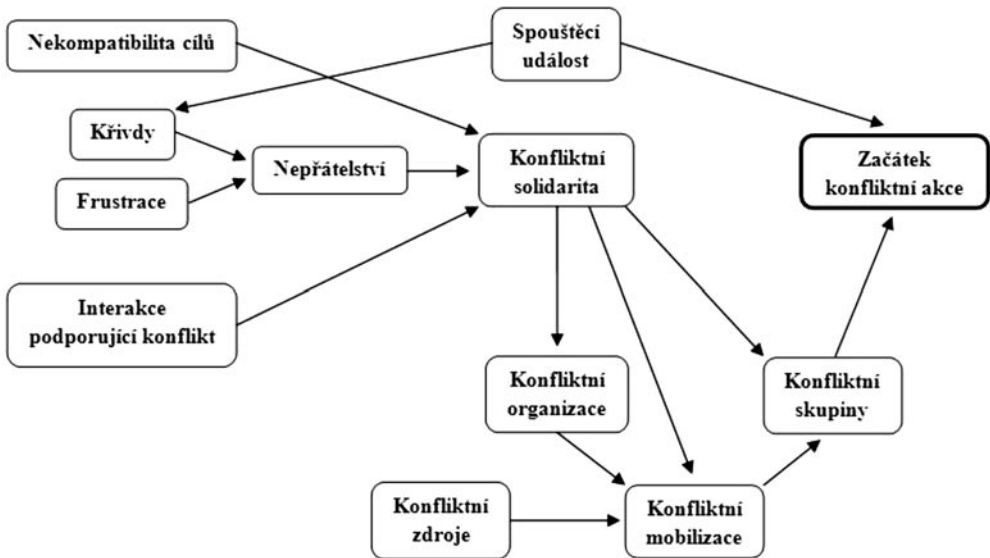 Nekompatibilita cílů
Spouštěcí
událost
Křivdy
Nepřátelství
Frustrace
Konfliktní
solidarita
Začátek
konfliktní akce
Interakce
podporující konflikt
Konfliktní
organizace
Konfliktní
skupiny
Konfliktní
zdroje
Konfliktní
mobilizace